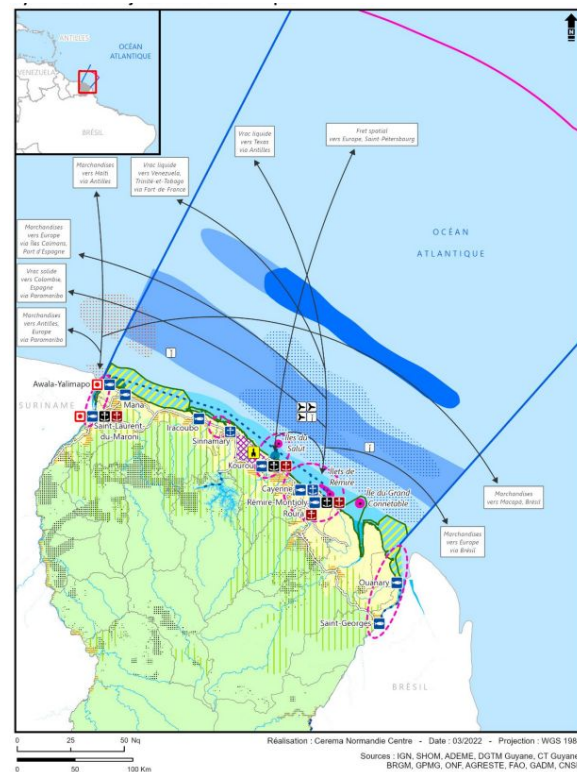 ANTILLES
OCÉAN
ATLANTIQUE
VENEZUELA
BRÉSIL
N
Marchandises
vers Haïti
via Antilles
Vrac liquide
vers Venezuela,
Trinité-et-Tobago
via Fort de France
Vrac liquide
vers Texas
via Antilles
Fret spatial
vers Europe, Saint-Pétersbourg
Marchandises
vers Europe
via Îles Caïmans,
Port d'Espagne
Vrac solide
vers Colombie,
Espagne
via Paramaribo
Marchandises
vers Antilles,
Europe
via Paramaribo
OCÉAN
ATLANTIQUE
Awala-Yalimapo
SURINAME
Mana
Saint-Laurent-
du-Maroni
Iracoubo
Sinnamary
Îles du
Salut
Kourou
Cayenne
Îlets de
Rémire
Rémire-Montjoly
Roura
Île du Grand
Connétable
Marchandises
vers Macapá, Brésil
Marchandises
vers Europe
via Brésil
Ouanary
Saint-Georges
BRÉSIL
0 25 50 Nq
0 50 100 Km
Réalisation : Cerema Normandie Centre - Date : 03/2022 - Projection : WGS 198
Sources : IGN, SHOM, ADEME, DGTM Guyane, CT Guyane
BRGM, GPMG, ONF, AGRESTE, FAO, GADM, CNS